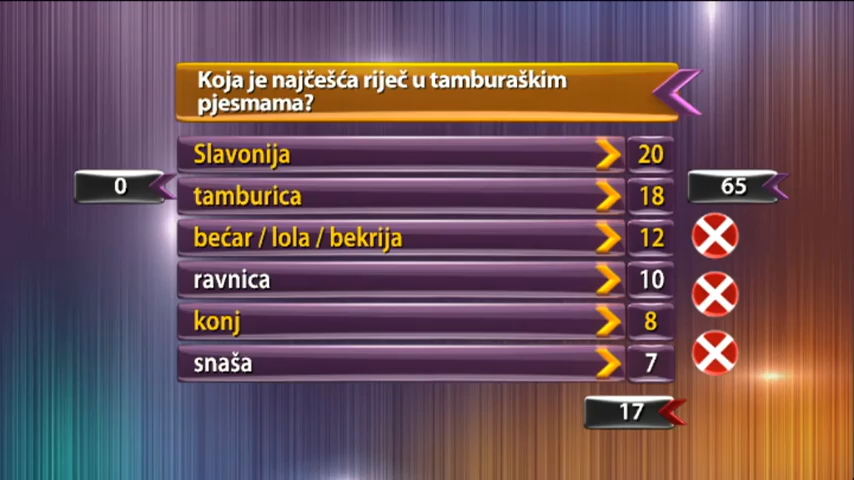 Koja je najčešća riječ u tamburaškim
pjesmama?
Slavonija 20
0
65
tamburica 18
bećar / lola / bekrija 12
ravnica 10
konj 8
snaša 7
17